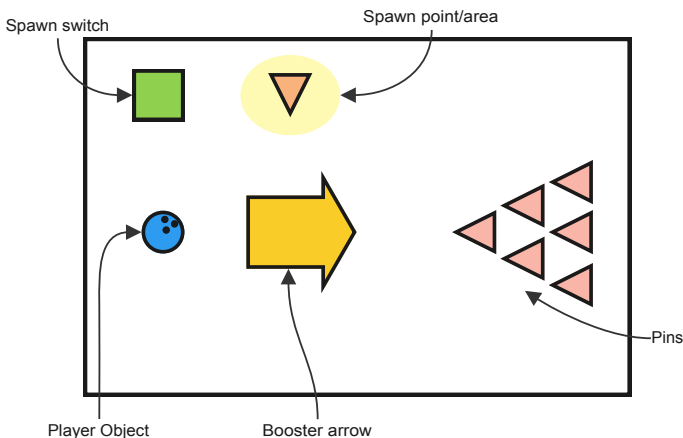 Spawn switch
Spawn point/area
Pins
Player Object
Booster arrow